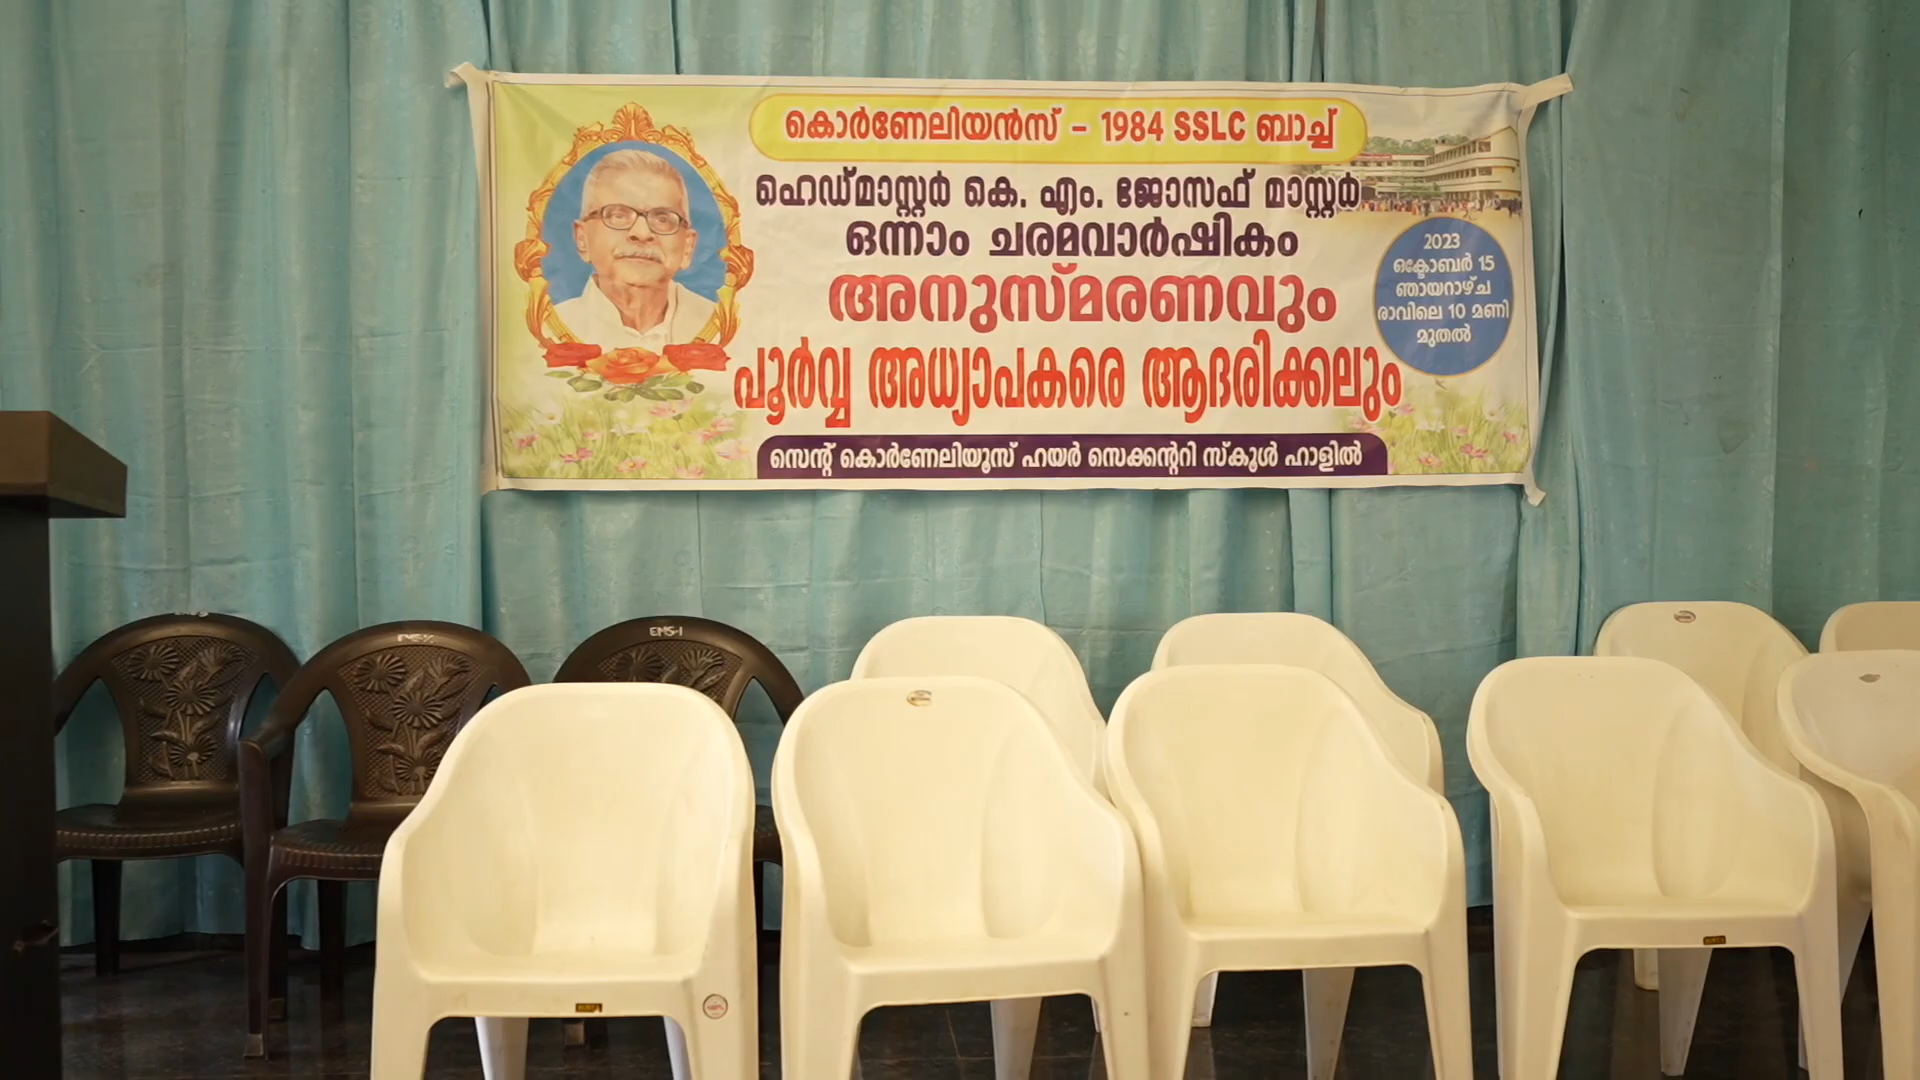 കൊർണേലിയൻസ് – 1984 SSLC ബാച്ച്
ഹെഡ്മാസ്റ്റർ കെ. എം. ജോസഫ് മാസ്റ്റർ
ഒന്നാം ചരമവാർഷികം
അനുസ്മരണവും
പൂർവ്വ അധ്യാപകരെ ആദരിക്കലും
സെന്റ് കൊർണേലിയൂസ് ഹയർ സെക്കന്ററി സ്കൂൾ ഹാളിൽ
2023
ഒക്ടോബർ 15
ഞായറാഴ്ച
രാവിലെ 10 മണി
മുതൽ
EMS-1